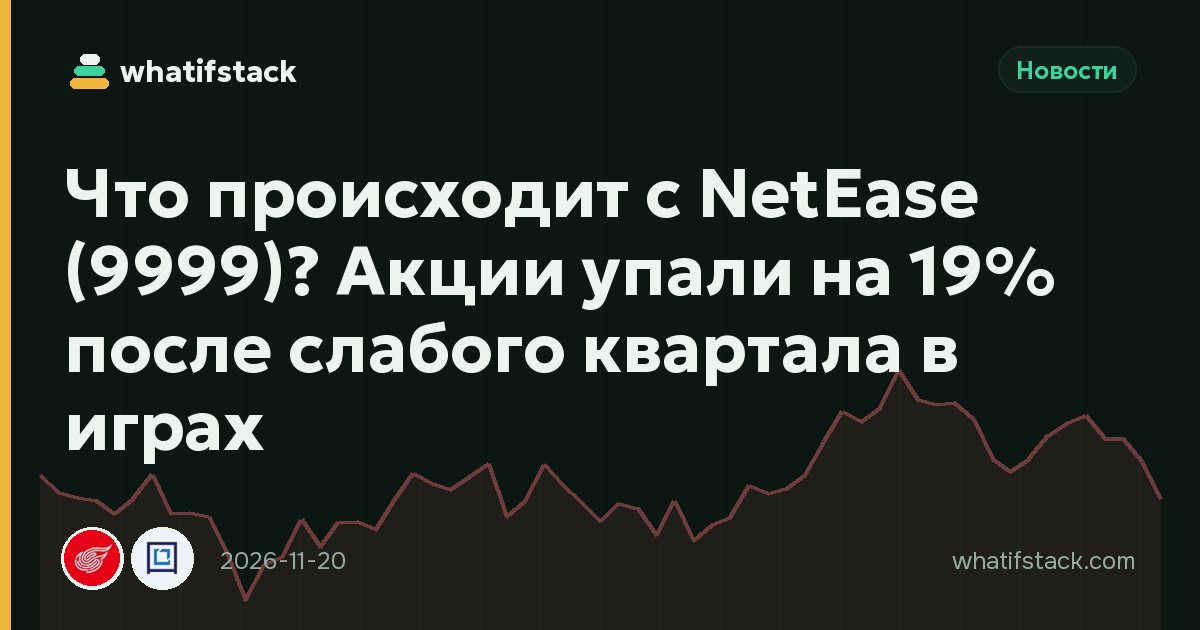 whatifstack
Новости
Что происходит с NetEase
(9999)? Акции упали на 19%
после слабого квартала в
играх
2026-11-20
whatifstack.com